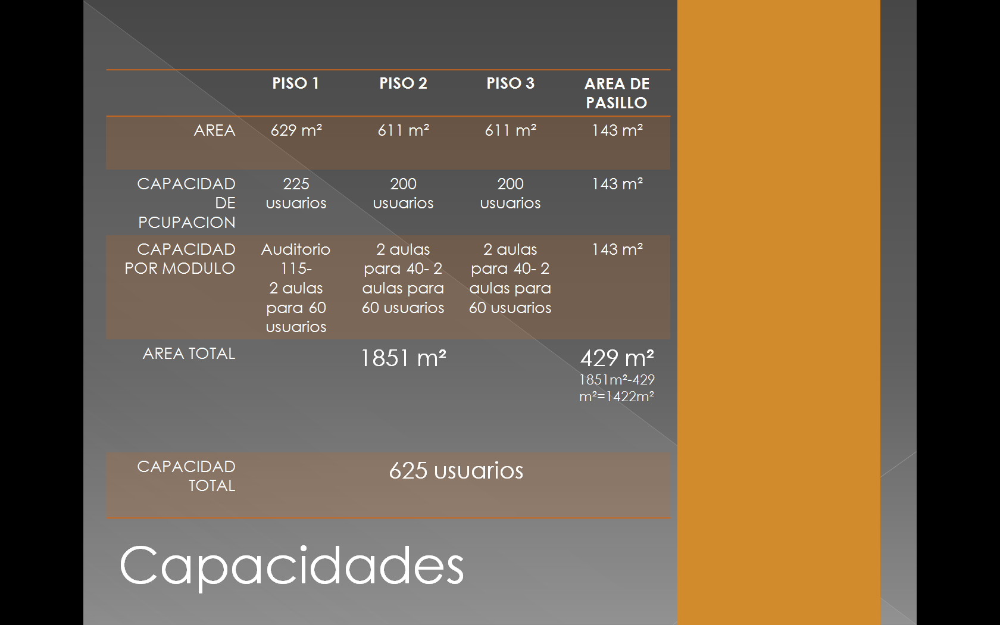 PISO 1 PISO 2 PISO 3 AREA DE
PASILLO
AREA 629 m² 611 m² 611 m² 143 m²
CAPACIDAD
DE
PCUPACION
225
usuarios
200
usuarios
200
usuarios
143 m²
CAPACIDAD
POR MODULO
Auditorio
115-
2 aulas
para 60
usuarios
2 aulas
para 40- 2
aulas para
60 usuarios
2 aulas
para 40- 2
aulas para
60 usuarios
143 m²
AREA TOTAL
1851 m²
429 m²
1851m²-429
m²=1422m²
CAPACIDAD
TOTAL
625 usuarios
Capacidades